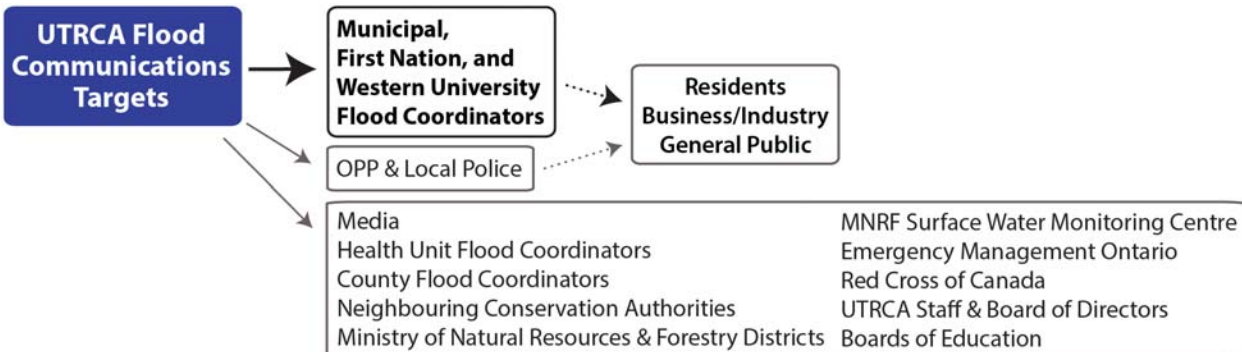 UTRCA Flood
Communications
Targets
Municipal,
First Nation, and
Western University
Flood Coordinators
Residents
Business/Industry
General Public
OPP & Local Police
Media
Health Unit Flood Coordinators
County Flood Coordinators
Neighbouring Conservation Authorities
Ministry of Natural Resources & Forestry Districts
MNRF Surface Water Monitoring Centre
Emergency Management Ontario
Red Cross of Canada
UTRCA Staff & Board of Directors
Boards of Education